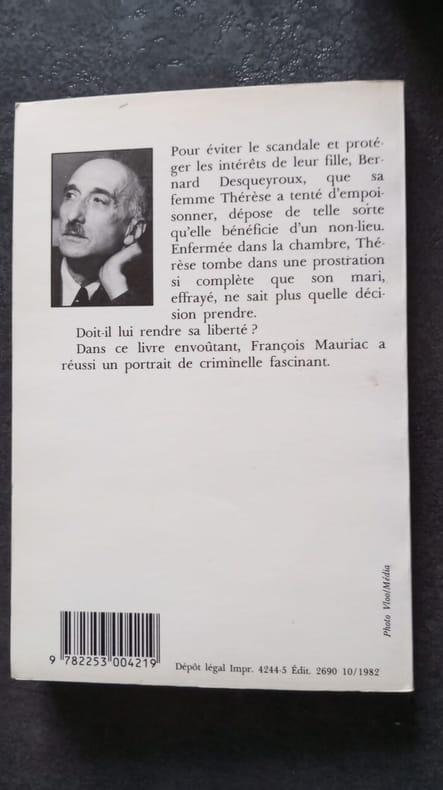 Pour éviter le scandale et proté-
ger les intérêts de leur fille, Ber-
nard Desqueyroux, que sa
femme Thérèse a tenté d'empoi-
sonner, dépose de telle sorte
qu'elle bénéficie d'un non-lieu.
Enfermée dans la chambre, Thé-
rèse tombe dans une prostration
si complète que son mari,
effrayé, ne sait plus quelle déci-
sion prendre.
Doit-il lui rendre sa liberté ?
Dans ce livre envoûtant, François Mauriac a
réussi un portrait de criminelle fascinant.
Photo Vloo/Média
9 782253 004219
Dépôt légal Impr. 4244-5 Édit. 2690 10/1982